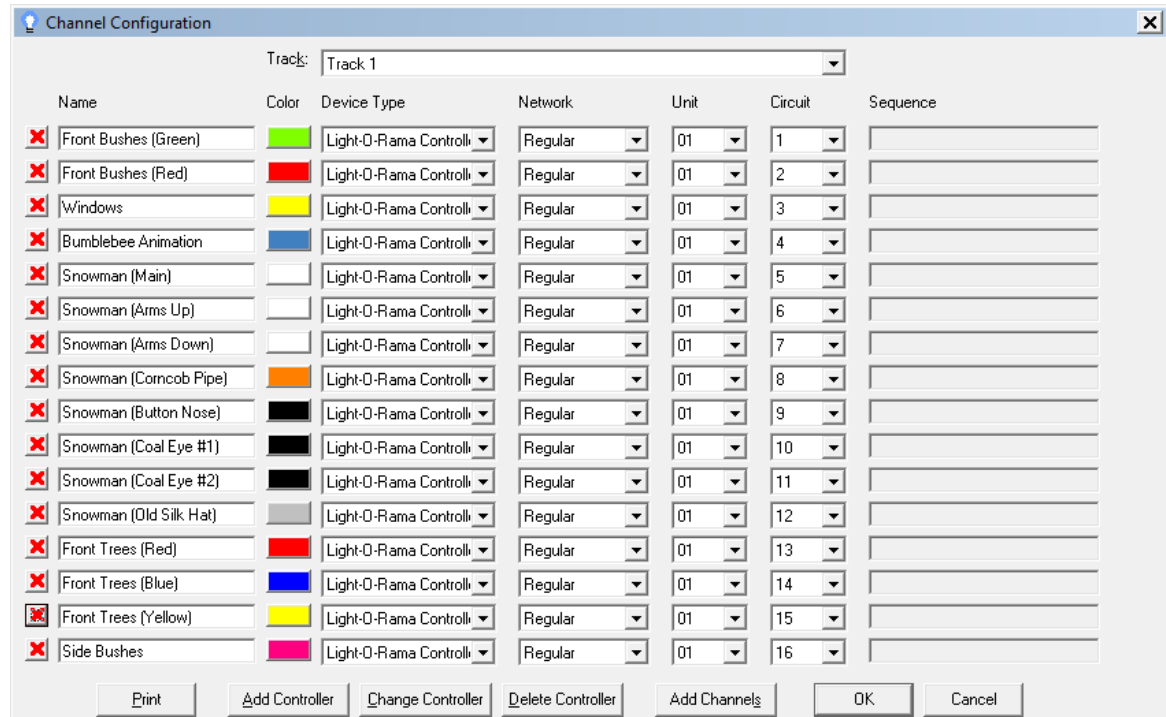 Channel Configuration
Track: Track 1
Name Color Device Type Network Unit Circuit Sequence
Front Bushes (Green) Light-O-Rama Controll Regular 01 1
Front Bushes (Red) Light-O-Rama Controll Regular 01 2
Windows Light-O-Rama Controll Regular 01 3
Bumblebee Animation Light-O-Rama Controll Regular 01 4
Snowman (Main) Light-O-Rama Controll Regular 01 5
Snowman (Arms Up) Light-O-Rama Controll Regular 01 6
Snowman (Arms Down) Light-O-Rama Controll Regular 01 7
Snowman (Corncob Pipe) Light-O-Rama Controll Regular 01 8
Snowman (Button Nose) Light-O-Rama Controll Regular 01 9
Snowman (Coal Eye #1) Light-O-Rama Controll Regular 01 10
Snowman (Coal Eye #2) Light-O-Rama Controll Regular 01 11
Snowman (Old Silk Hat) Light-O-Rama Controll Regular 01 12
Front Trees (Red) Light-O-Rama Controll Regular 01 13
Front Trees (Blue) Light-O-Rama Controll Regular 01 14
Front Trees (Yellow) Light-O-Rama Controll Regular 01 15
Side Bushes Light-O-Rama Controll Regular 01 16
Print Add Controller Change Controller Delete Controller Add Channels OK Cancel